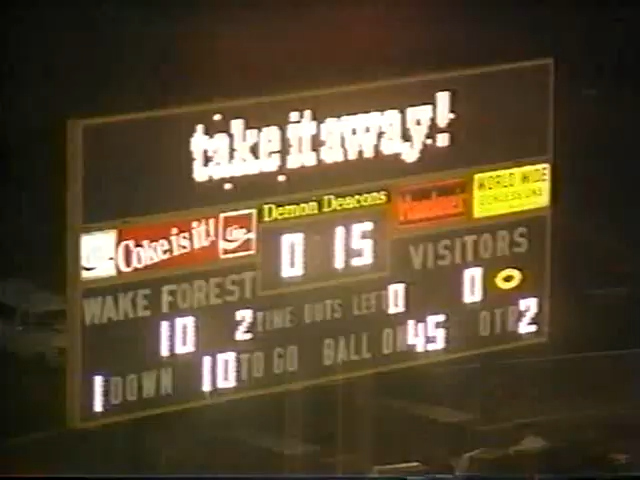 take it away!
Coke is it! Coke
Demon Deacons
Hardee's
WORLD WIDE
0 15
WAKE FOREST
VISITORS
10 2 TIME OUTS LEFT 0 0
1 DOWN 10 TO GO BALL ON 45 QTR 2